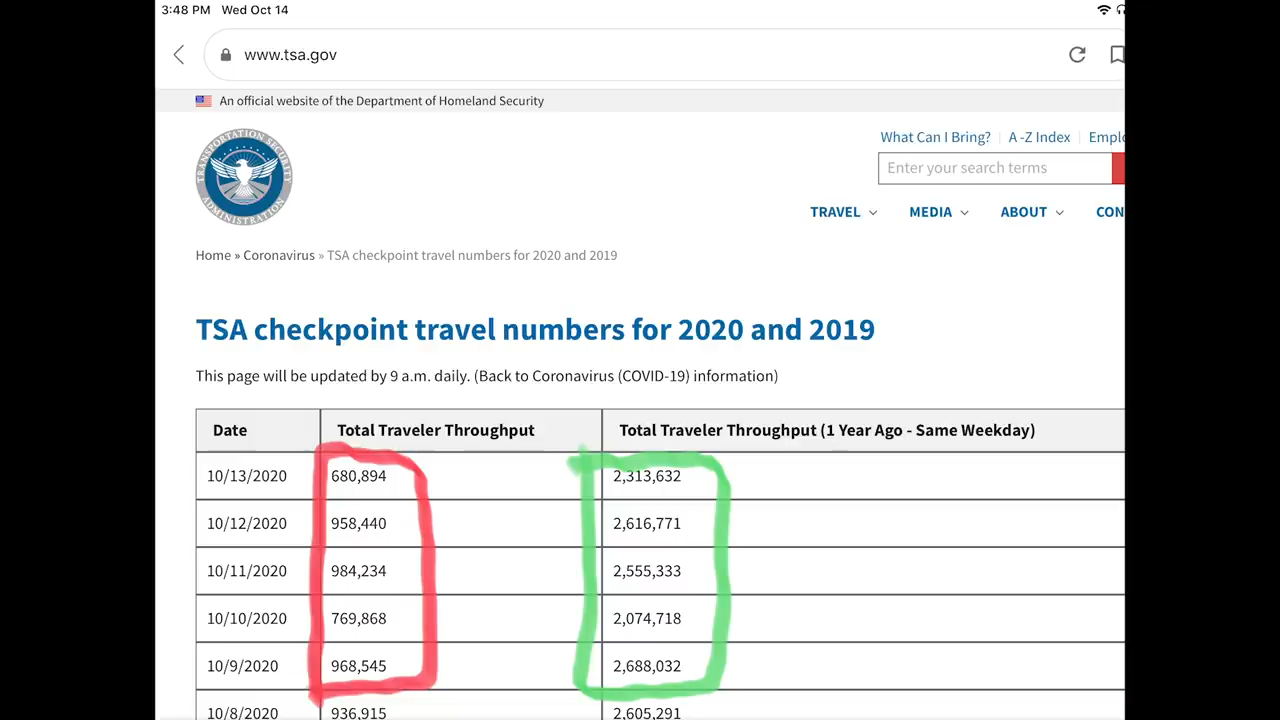 3:48 PM Wed Oct 14
www.tsa.gov
An official website of the Department of Homeland Security
TRANSPORTATION SECURITY ADMINISTRATION
What Can I Bring? A -Z Index Emplo
Enter your search terms
TRAVEL MEDIA ABOUT CON
Home » Coronavirus » TSA checkpoint travel numbers for 2020 and 2019
TSA checkpoint travel numbers for 2020 and 2019
This page will be updated by 9 a.m. daily. (Back to Coronavirus (COVID-19) information)
Date Total Traveler Throughput Total Traveler Throughput (1 Year Ago - Same Weekday)
10/13/2020 680,894 2,313,632
10/12/2020 958,440 2,616,771
10/11/2020 984,234 2,555,333
10/10/2020 769,868 2,074,718
10/9/2020 968,545 2,688,032
10/8/2020 936,915 2,605,291